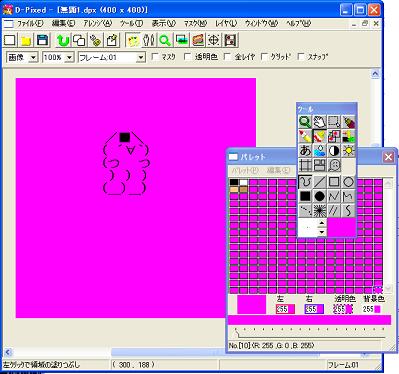 D-Pixed - [無題1.dpx (400 x 400)]
ファイル(F) 編集(E) アレンジ(A) ツール(T) 表示(V) マスク(M) レイヤ(L) ウィンドウ(W) ヘルプ(H)
画像 100% フレーム:01 マスク 透明色 全レイヤ グリッド スナップ
ツール
あ
パレット
パレット(P) 編集(E)
左 右 透明色 背景色
255 255 255 255
No.[10] (R: 255 ,G: 0 ,B: 255)
左クリックで領域の塗りつぶし ( 300 , 188 ) フレーム:01